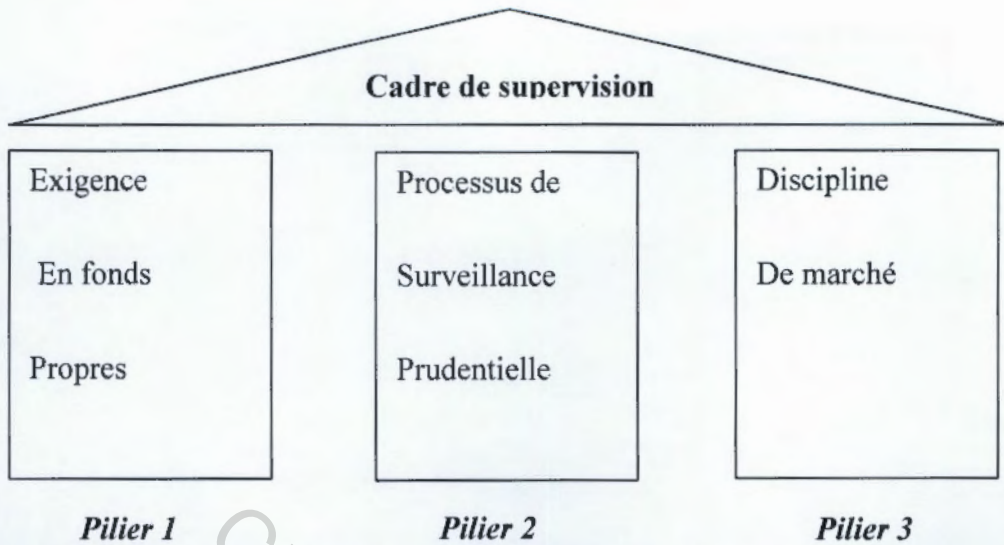 Cadre de supervision
Exigence
En fonds
Propres
Processus de
Surveillance
Prudentielle
Discipline
De marché
Pilier 1
Pilier 2
Pilier 3